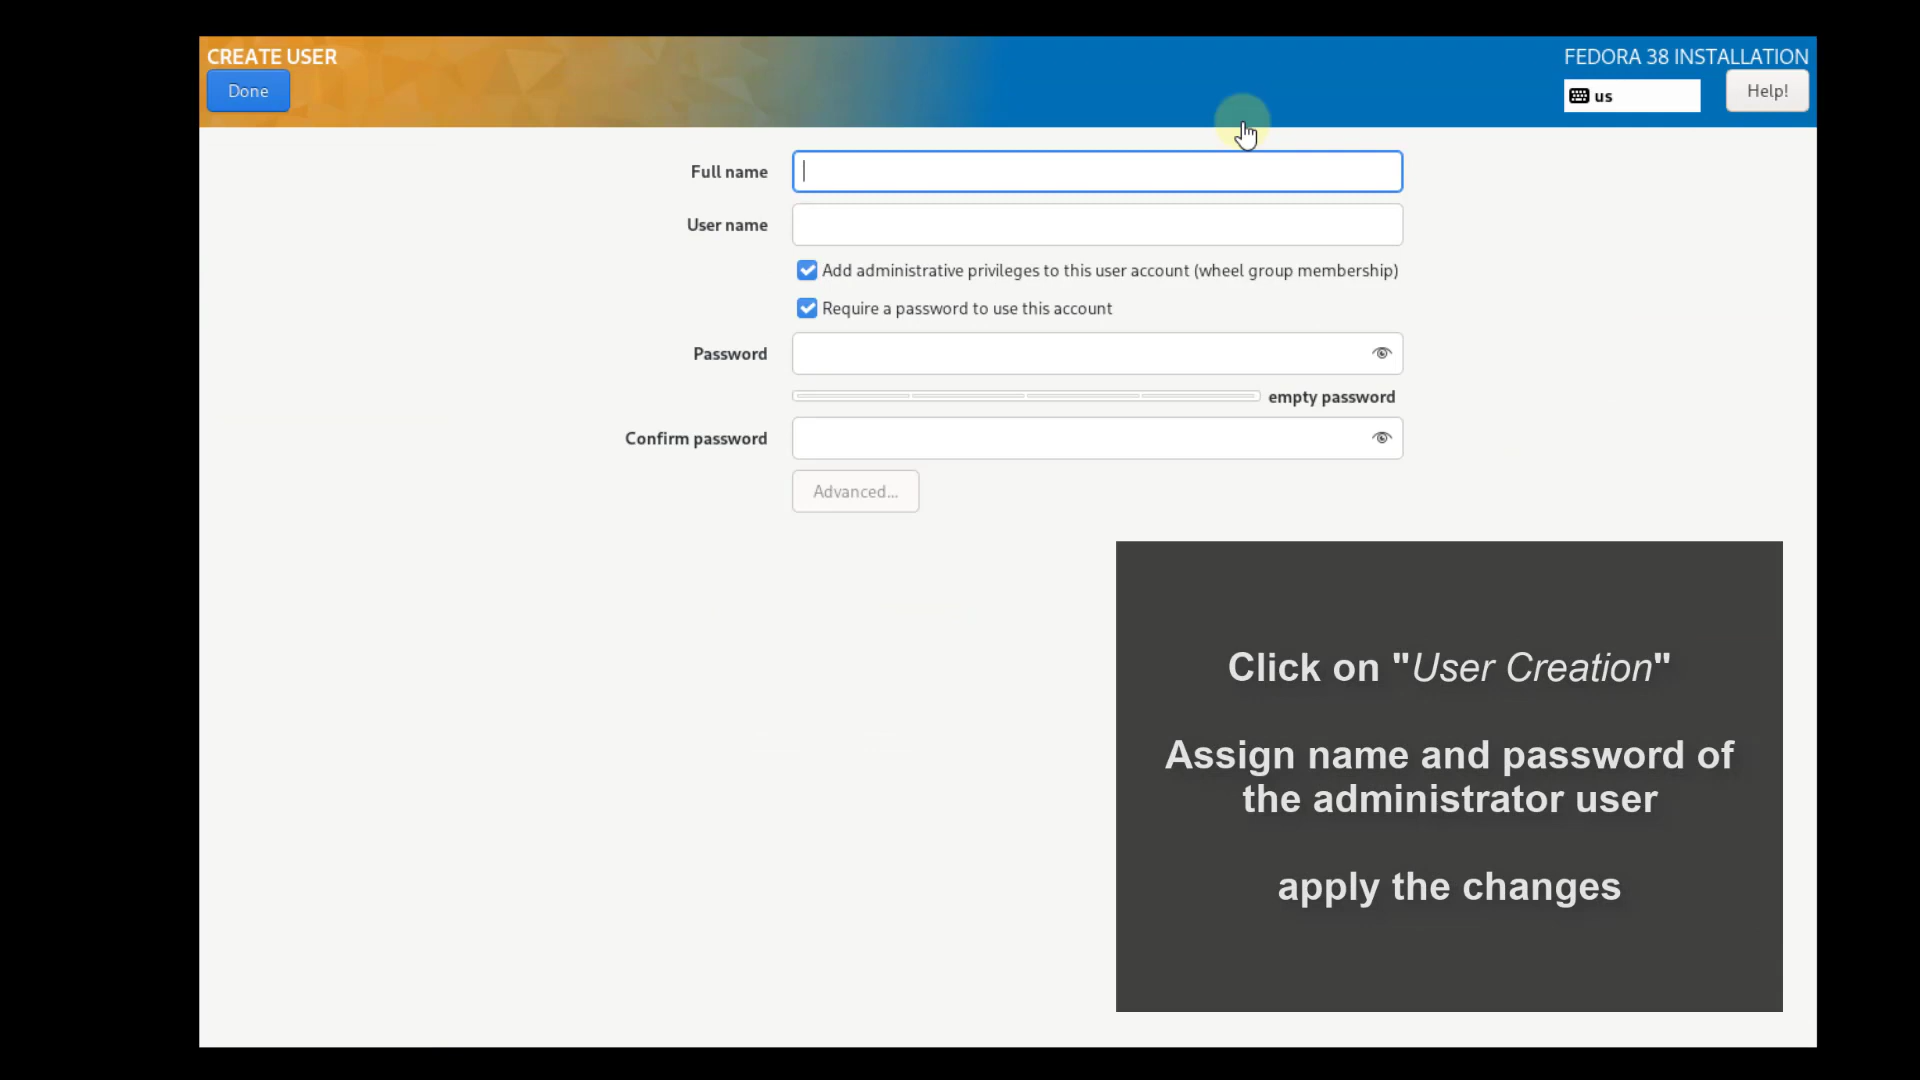 CREATE USER
FEDORA 38 INSTALLATION
Done
us
Help!
Full name
User name
Add administrative privileges to this user account (wheel group membership)
Require a password to use this account
Password
empty password
Confirm password
Advanced...
Click on "User Creation"
Assign name and password of
the administrator user
apply the changes